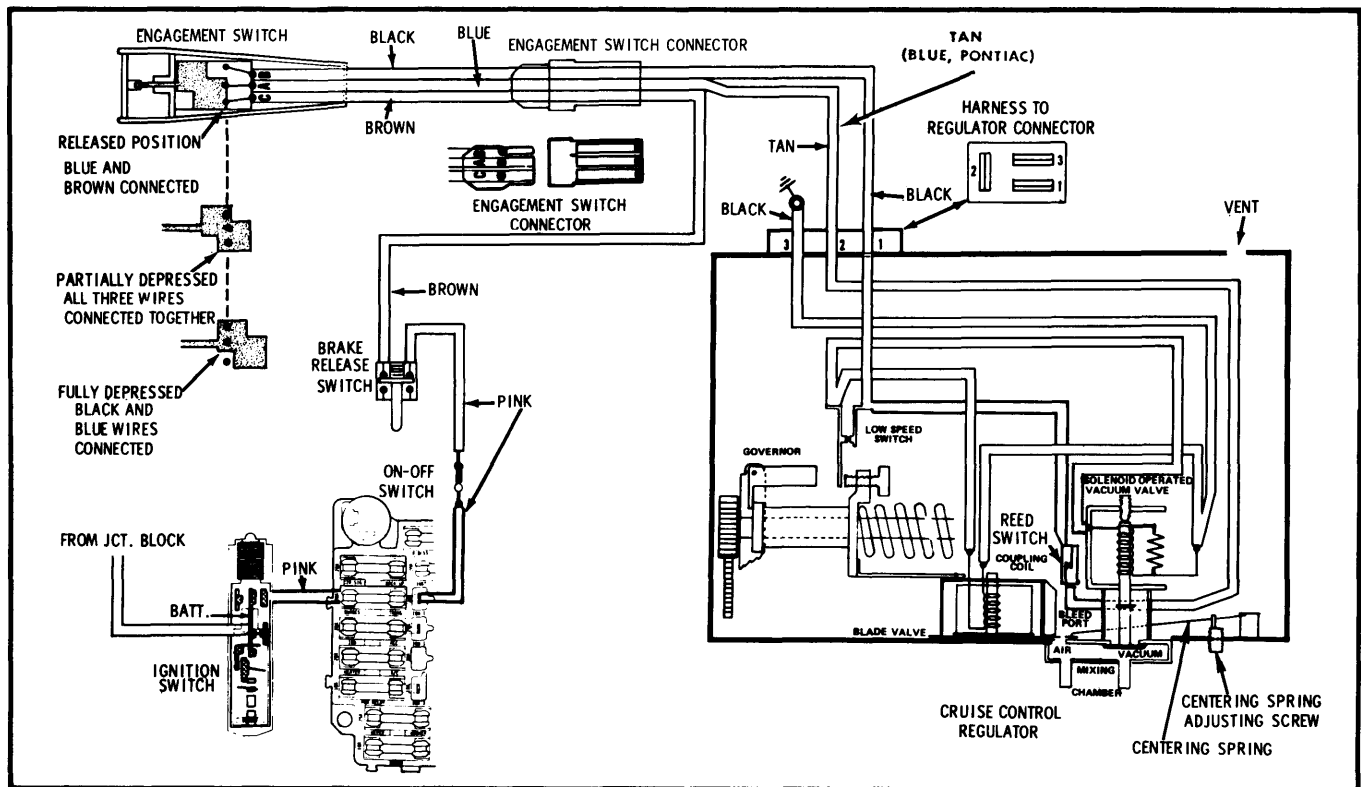 ENGAGEMENT SWITCH
BLACK
BLUE
ENGAGEMENT SWITCH CONNECTOR
TAN
(BLUE, PONTIAC)
C A B
BROWN
HARNESS TO
REGULATOR CONNECTOR
2
3
1
RELEASED POSITION
BLUE AND
BROWN CONNECTED
C A B
ENGAGEMENT SWITCH
CONNECTOR
TAN
BLACK
BLACK
VENT
3
2
1
PARTIALLY DEPRESSED
ALL THREE WIRES
CONNECTED TOGETHER
BROWN
BRAKE
RELEASE
SWITCH
FULLY DEPRESSED
BLACK AND
BLUE WIRES
CONNECTED
PINK
LOW SPEED
SWITCH
GOVERNOR
ON-OFF
SWITCH
SOLENOID OPERATED
VACUUM VALVE
REED
SWITCH
COUPLING
COIL
FROM JCT. BLOCK
PINK
BATT.
BLEED
PORT
BLADE VALVE
AIR
VACUUM
MIXING
CHAMBER
IGNITION
SWITCH
CRUISE CONTROL
REGULATOR
CENTERING SPRING
ADJUSTING SCREW
CENTERING SPRING